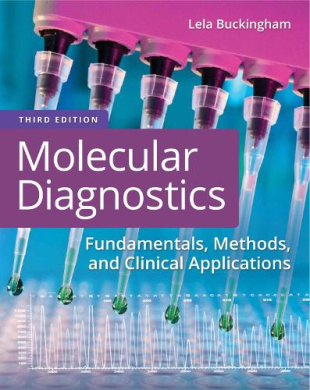 Lela Buckingham
THIRD EDITION
Molecular
Diagnostics
Fundamentals, Methods,
and Clinical Applications